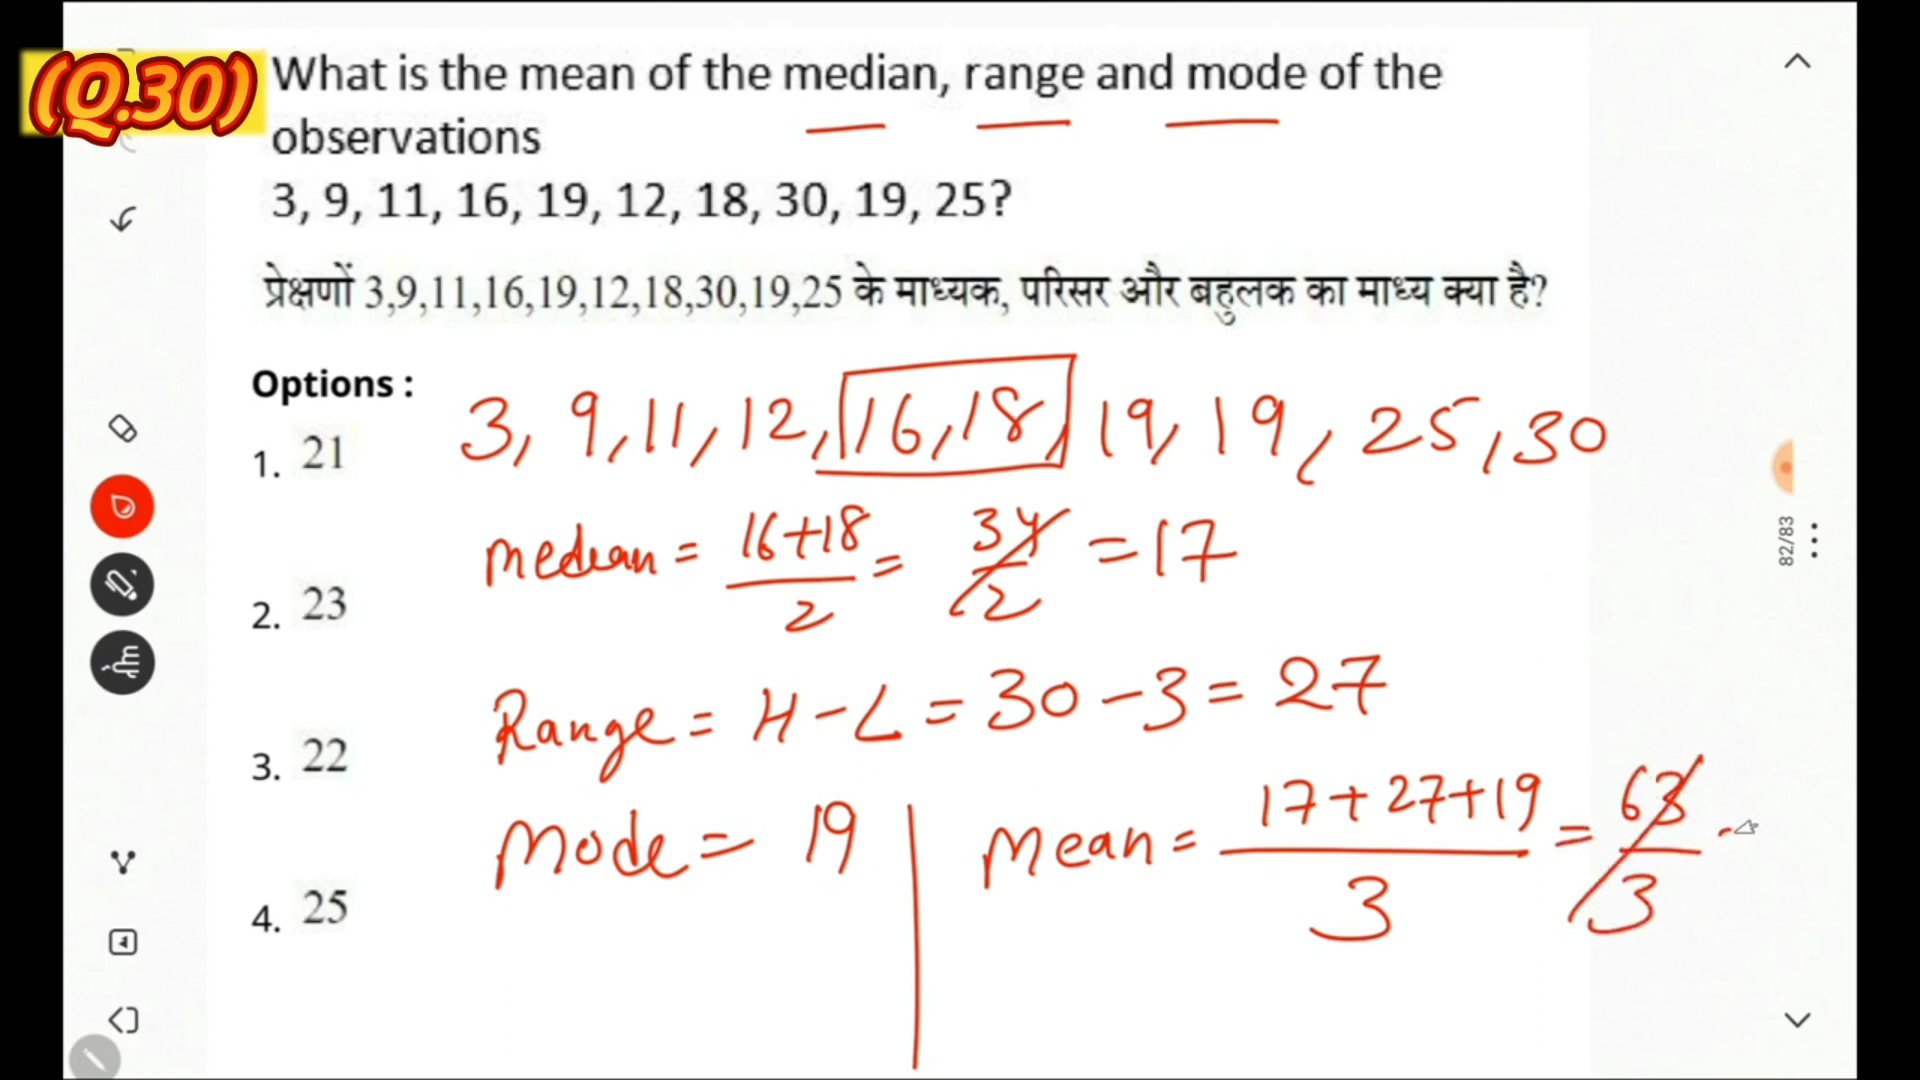 (Q.30)
What is the mean of the median, range and mode of the
observations
3, 9, 11, 16, 19, 12, 18, 30, 19, 25?
प्रेक्षणों 3,9,11,16,19,12,18,30,19,25 के माध्यक, परिसर और बहुलक का माध्य क्या है?
Options :
3, 9, 11, 12, 16, 18, 19, 19, 25, 30
1. 21
median = 16+18/2 = 34/2 = 17
2. 23
Range = H - L = 30 - 3 = 27
3. 22
Mode = 19
Mean = 17+27+19/3 = 63/3 -
4. 25
82/83